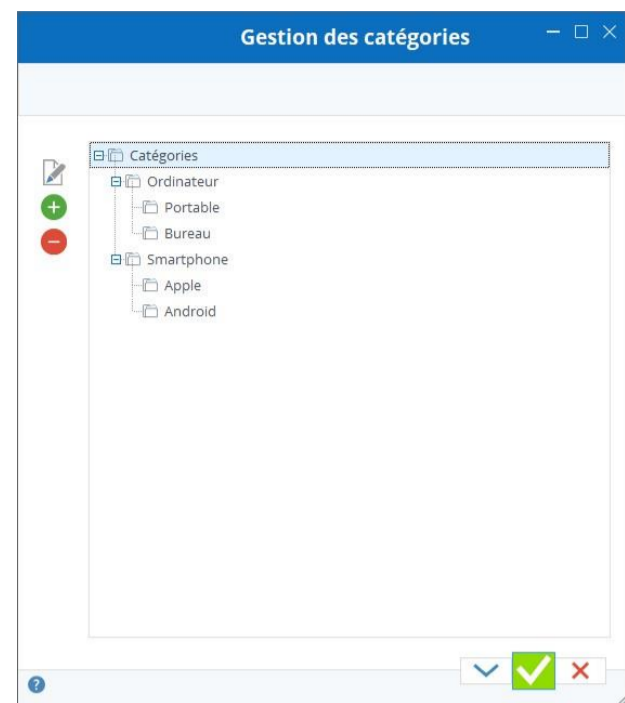 Gestion des catégories
Catégories
Ordinateur
Portable
Bureau
Smartphone
Apple
Android